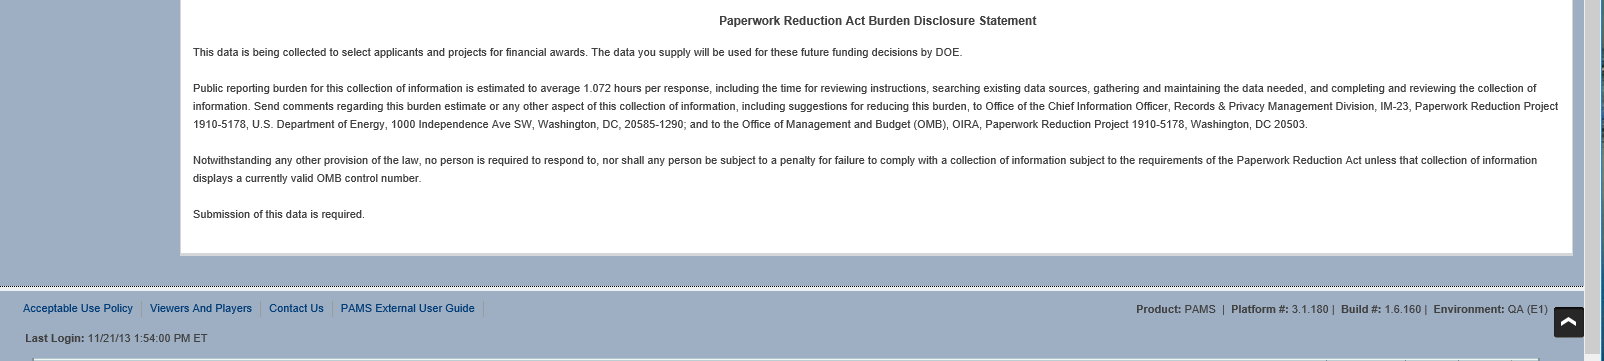 Paperwork Reduction Act Burden Disclosure Statement
This data is being collected to select applicants and projects for financial awards. The data you supply will be used for these future funding decisions by DOE.
Public reporting burden for this collection of information is estimated to average 1.072 hours per response, including the time for reviewing instructions, searching existing data sources, gathering and maintaining the data needed, and completing and reviewing the collection of
information. Send comments regarding this burden estimate or any other aspect of this collection of information, including suggestions for reducing this burden, to Office of the Chief Information Officer, Records & Privacy Management Division, IM-23, Paperwork Reduction Project
1910-5178, U.S. Department of Energy, 1000 Independence Ave SW, Washington, DC, 20585-1290; and to the Office of Management and Budget (OMB), OIRA, Paperwork Reduction Project 1910-5178, Washington, DC 20503.
Notwithstanding any other provision of the law, no person is required to respond to, nor shall any person be subject to a penalty for failure to comply with a collection of information subject to the requirements of the Paperwork Reduction Act unless that collection of information
displays a currently valid OMB control number.
Submission of this data is required.
Acceptable Use Policy | Viewers And Players | Contact Us | PAMS External User Guide | Product: PAMS | Platform #: 3.1.180 | Build #: 1.6.160 | Environment: QA (E1)
Last Login: 11/21/13 1:54:00 PM ET